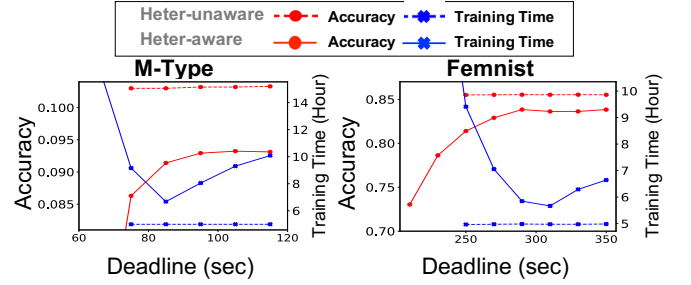 Heter-unaware Accuracy Training Time
Heter-aware Accuracy Training Time
M-Type
Accuracy
0.100
0.095
0.090
0.085
60 80 100 120
Deadline (sec)
14
12
10
8
6
Training Time (Hour)
Femnist
Accuracy
0.85
0.80
0.75
0.70
250 300 350
Deadline (sec)
10
9
8
7
6
5
Training Time (Hour)